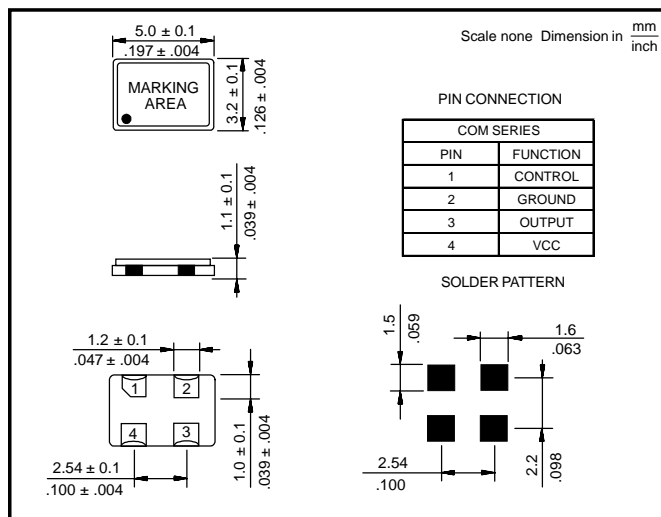 5.0 ± 0.1
.197 ± .004
Scale none Dimension in mm
inch
MARKING
AREA
3.2 ± 0.1
.126 ± .004
PIN CONNECTION
COM SERIES
PIN FUNCTION
1 CONTROL
2 GROUND
3 OUTPUT
4 VCC
1.1 ± 0.1
.039 ± .004
SOLDER PATTERN
1.2 ± 0.1
.047 ± .004
1 2
4 3
1.0 ± 0.1
.039 ± .004
2.54 ± 0.1
.100 ± .004
1.5
.059
1.6
.063
2.54
.100
2.2
.098